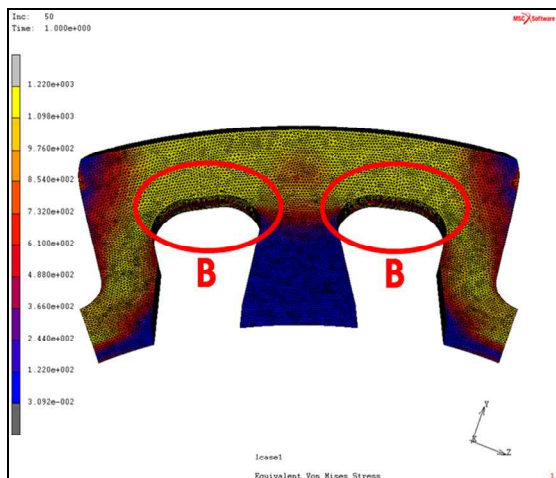 Inc: 50
Time: 1.000e+000
MSC Software
1.220e+003
1.098e+003
9.760e+002
8.540e+002
7.320e+002
6.100e+002
4.880e+002
3.660e+002
2.440e+002
1.220e+002
3.092e-002
B
B
Y
X
Z
lcase1
Equivalent Von Mises Stress
1